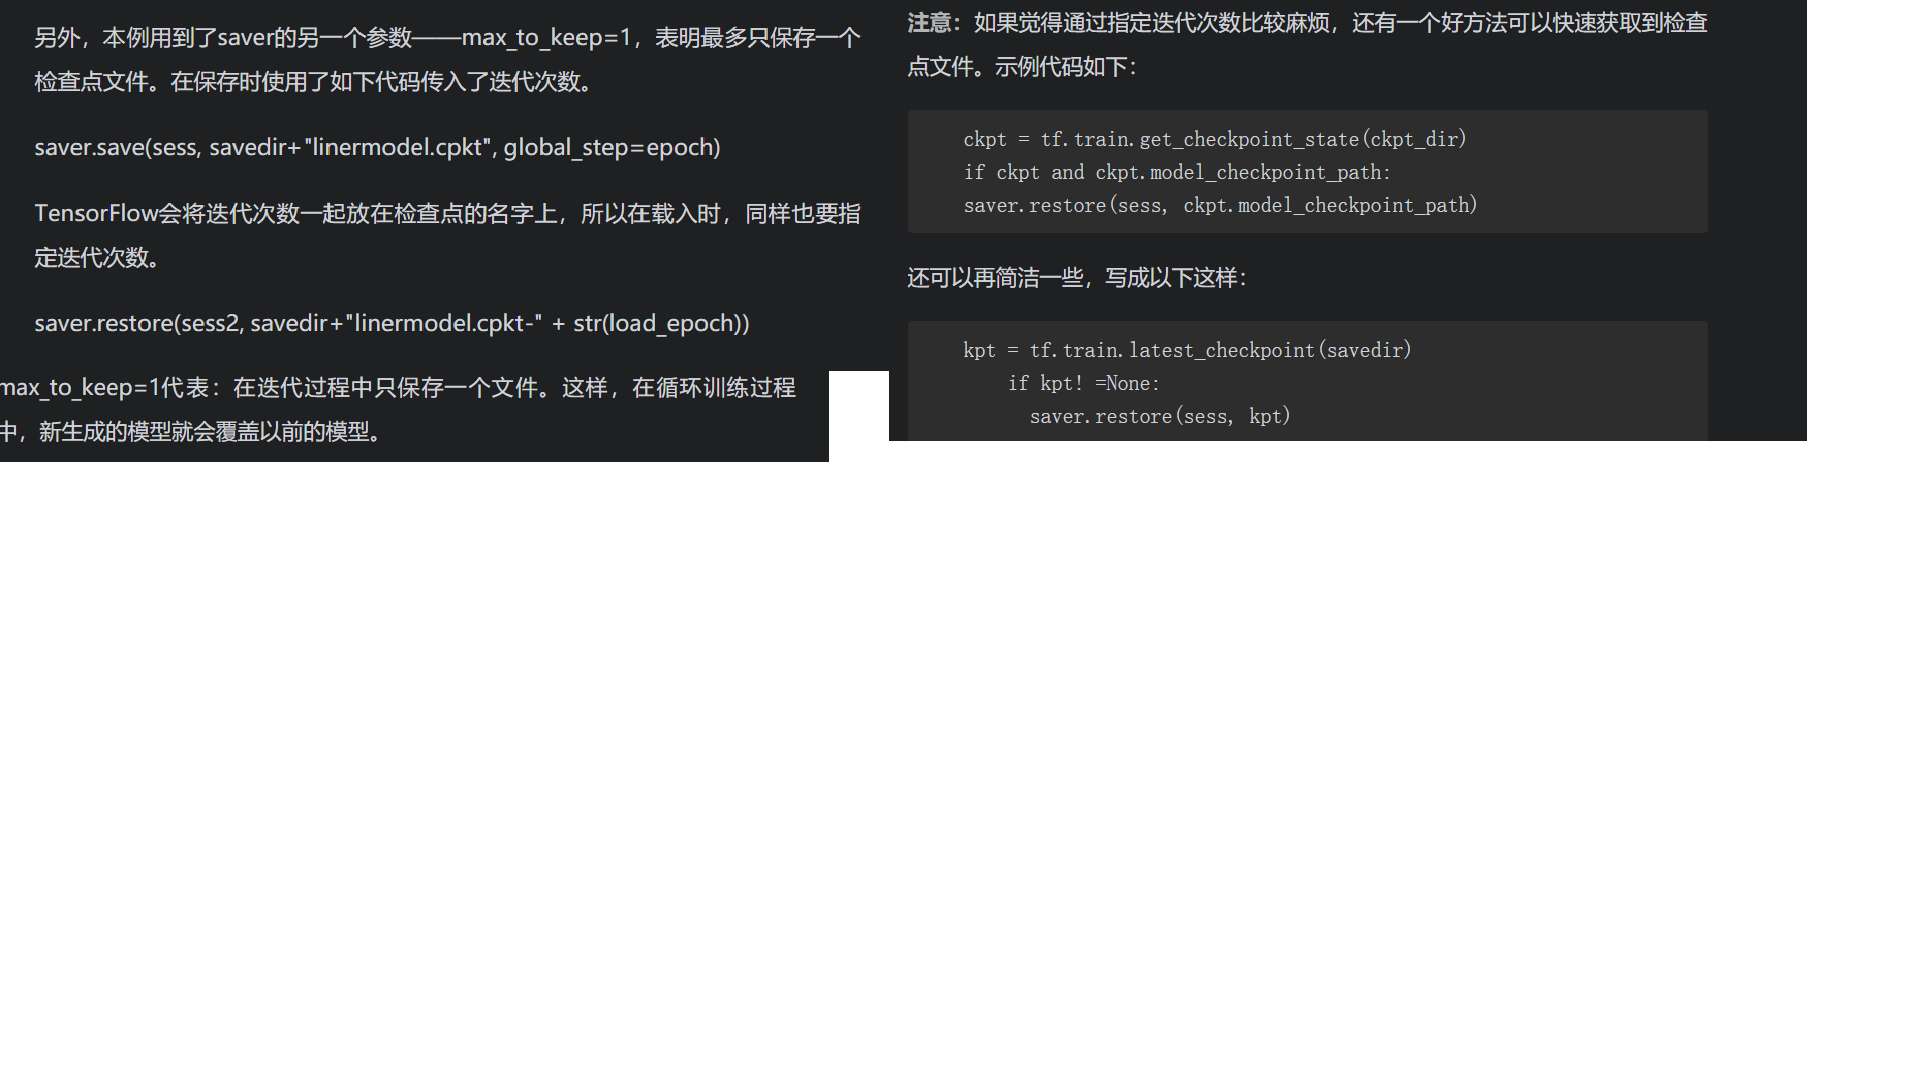 另外，本例用到了saver的另一个参数——max_to_keep=1，表明最多只保存一个
检查点文件。在保存时使用了如下代码传入了迭代次数。
saver.save(sess, savedir+"linermodel.cpkt", global_step=epoch)
TensorFlow会将迭代次数一起放在检查点的名字上，所以在载入时，同样也要指
定迭代次数。
saver.restore(sess2, savedir+"linermodel.cpkt-" + str(load_epoch))
max_to_keep=1代表：在迭代过程中只保存一个文件。这样，在循环训练过程
中，新生成的模型就会覆盖以前的模型。
注意：如果觉得通过指定迭代次数比较麻烦，还有一个好方法可以快速获取到检查
点文件。示例代码如下：
ckpt = tf.train.get_checkpoint_state(ckpt_dir)
if ckpt and ckpt.model_checkpoint_path:
saver.restore(sess, ckpt.model_checkpoint_path)
还可以再简洁一些，写成以下这样：
kpt = tf.train.latest_checkpoint(savedir)
if kpt! =None:
saver.restore(sess, kpt)